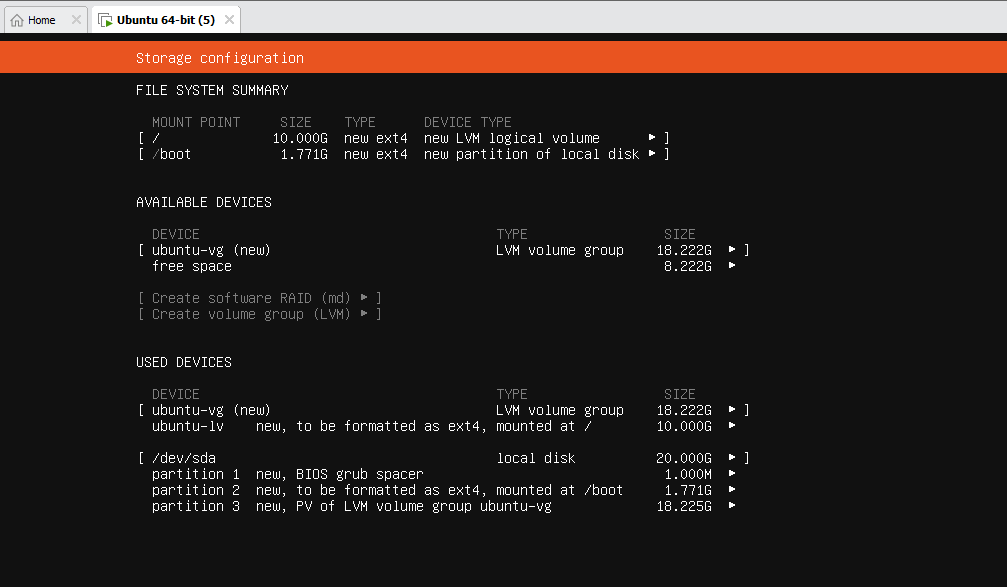 Home
Ubuntu 64-bit (5)
Storage configuration
FILE SYSTEM SUMMARY
MOUNT POINT SIZE TYPE DEVICE TYPE
[ / 10.000G new ext4 new LVM logical volume ▸ ]
[ /boot 1.771G new ext4 new partition of local disk ▸ ]
AVAILABLE DEVICES
DEVICE TYPE SIZE
[ ubuntu-vg (new) LVM volume group 18.222G ▸ ]
free space 8.222G ▸
[ Create software RAID (md) ▸ ]
[ Create volume group (LVM) ▸ ]
USED DEVICES
DEVICE TYPE SIZE
[ ubuntu-vg (new) LVM volume group 18.222G ▸ ]
ubuntu-lv new, to be formatted as ext4, mounted at / 10.000G ▸
[ /dev/sda local disk 20.000G ▸ ]
partition 1 new, BIOS grub spacer 1.000M ▸
partition 2 new, to be formatted as ext4, mounted at /boot 1.771G ▸
partition 3 new, PV of LVM volume group ubuntu-vg 18.225G ▸